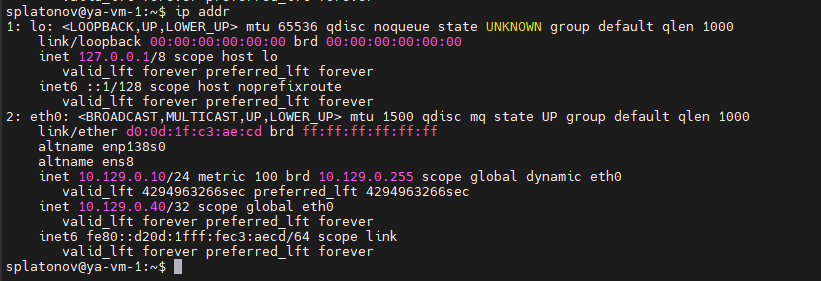 splatonov@ya-vm-1:~$ ip addr
1: lo: <LOOPBACK,UP,LOWER_UP> mtu 65536 qdisc noqueue state UNKNOWN group default qlen 1000
    link/loopback 00:00:00:00:00:00 brd 00:00:00:00:00:00
    inet 127.0.0.1/8 scope host lo
       valid_lft forever preferred_lft forever
    inet6 ::1/128 scope host noprefixroute
       valid_lft forever preferred_lft forever
2: eth0: <BROADCAST,MULTICAST,UP,LOWER_UP> mtu 1500 qdisc mq state UP group default qlen 1000
    link/ether d0:0d:1f:c3:ae:cd brd ff:ff:ff:ff:ff:ff
    altname enp138s0
    altname ens8
    inet 10.129.0.10/24 metric 100 brd 10.129.0.255 scope global dynamic eth0
       valid_lft 4294963266sec preferred_lft 4294963266sec
    inet 10.129.0.40/32 scope global eth0
       valid_lft forever preferred_lft forever
    inet6 fe80::d20d:1fff:fec3:aecd/64 scope link
       valid_lft forever preferred_lft forever
splatonov@ya-vm-1:~$